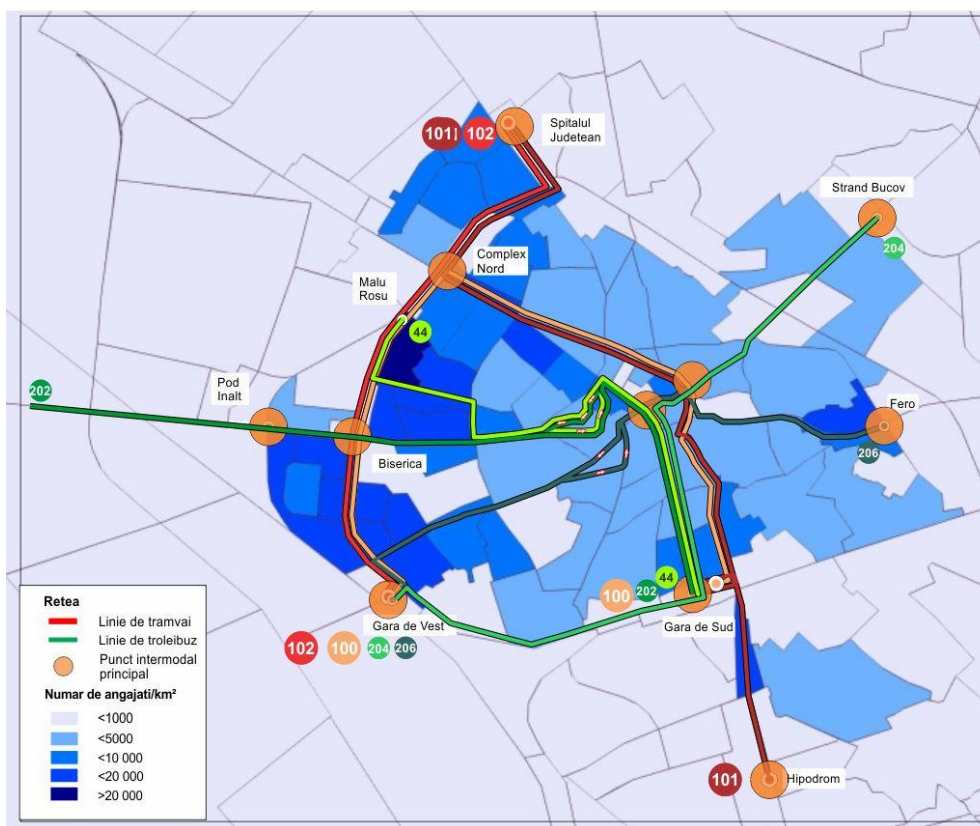 101
102
Spitalul
Judetean
Strand Bucov
204
Complex
Nord
Malu
Rosu
44
Pod
Inalt
202
Fero
206
Biserica
44
100
202
Gara de Sud
Gara de Vest
102
100
204
206
101
Hipodrom
Retea
Linie de tramvai
Linie de troleibuz
Punct intermodal
principal
Numar de angajati/km²
<1000
<5000
<10 000
<20 000
>20 000